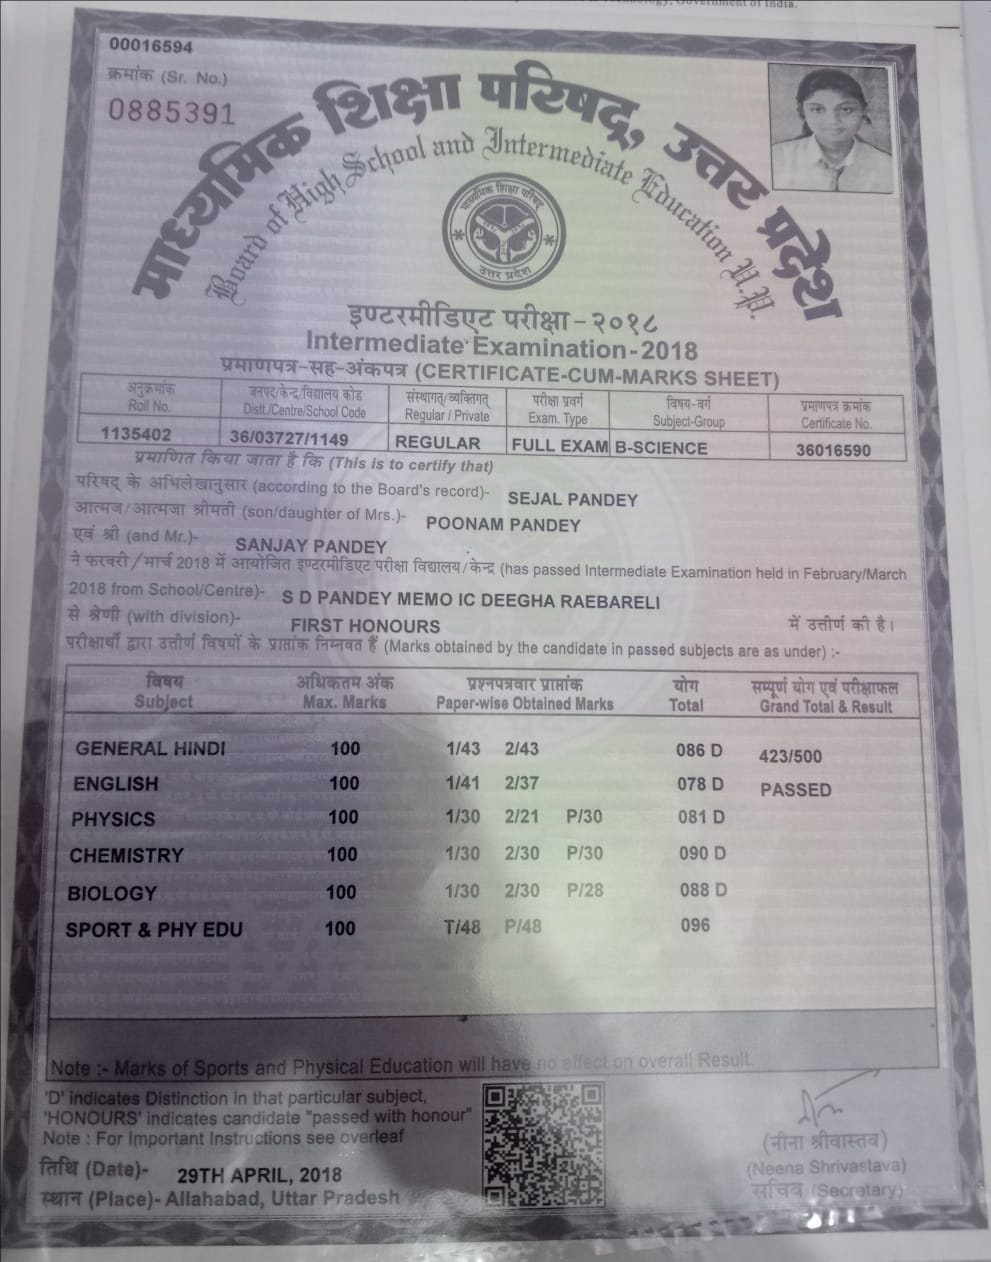 Technology, Government of India.
00016594
क्रमांक (Sr. No.)
0885391
माध्यमिक शिक्षा परिषद्, उत्तर प्रदेश
Board of High School and Intermediate Education U.P.
माध्यमिक शिक्षा परिषद्
उत्तर प्रदेश
इण्टरमीडिएट परीक्षा - २०१८
Intermediate Examination - 2018
प्रमाणपत्र-सह-अंकपत्र (CERTIFICATE-CUM-MARKS SHEET)
अनुक्रमांक जनपद/केन्द्र/विद्यालय कोड संस्थागत/व्यक्तिगत परीक्षा प्रवर्ग विषय-वर्ग प्रमाणपत्र क्रमांक
Roll No. Distt./Centre/School Code Regular / Private Exam. Type Subject-Group Certificate No.
1135402 36/03727/1149 REGULAR FULL EXAM B-SCIENCE 36016590
प्रमाणित किया जाता है कि (This is to certify that)
परिषद् के अभिलेखानुसार (according to the Board's record)- SEJAL PANDEY
आत्मज/आत्मजा श्रीमती (son/daughter of Mrs.)- POONAM PANDEY
एवं श्री (and Mr.)- SANJAY PANDEY
ने फरवरी/मार्च 2018 में आयोजित इण्टरमीडिएट परीक्षा विद्यालय/केन्द्र (has passed Intermediate Examination held in February/March
2018 from School/Centre)- S D PANDEY MEMO IC DEEGHA RAEBARELI
से श्रेणी (with division)- FIRST HONOURS में उत्तीर्ण की है।
परीक्षार्थी द्वारा उत्तीर्ण विषयों के प्राप्तांक निम्नवत हैं (Marks obtained by the candidate in passed subjects are as under) :-
विषय अधिकतम अंक प्रश्नपत्रवार प्राप्तांक योग सम्पूर्ण योग एवं परीक्षाफल
Subject Max. Marks Paper-wise Obtained Marks Total Grand Total & Result
GENERAL HINDI 100 1/43 2/43 086 D 423/500
ENGLISH 100 1/41 2/37 078 D PASSED
PHYSICS 100 1/30 2/21 P/30 081 D
CHEMISTRY 100 1/30 2/30 P/30 090 D
BIOLOGY 100 1/30 2/30 P/28 088 D
SPORT & PHY EDU 100 T/48 P/48 096
Note :- Marks of Sports and Physical Education will have no affect on overall Result.
'D' indicates Distinction in that particular subject,
'HONOURS' indicates candidate "passed with honour"
Note : For Important Instructions see overleaf
तिथि (Date)- 29TH APRIL, 2018
स्थान (Place)- Allahabad, Uttar Pradesh
(नीना श्रीवास्तव)
(Neena Shrivastava)
सचिव (Secretary)